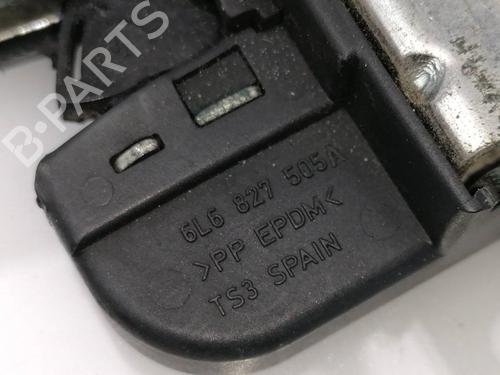 B-PARTS
6L6 827 505A
>PP EPDM<
TS3 SPAIN